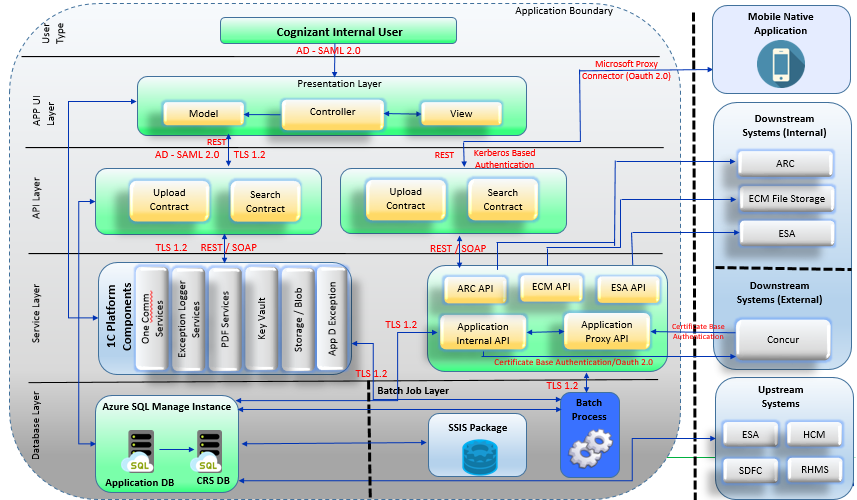 Application Boundary
User
Type
Cognizant Internal User
AD - SAML 2.0
Mobile Native
Application
Microsoft Proxy
Connector (Oauth 2.0)
APP UI
Layer
Presentation Layer
Model
Controller
View
REST
AD - SAML 2.0
TLS 1.2
REST
Kerberos Based
Authentication
API Layer
Upload
Contract
Search
Contract
Upload
Contract
Search
Contract
TLS 1.2
REST / SOAP
REST / SOAP
Downstream
Systems (Internal)
ARC
ECM File Storage
ESA
Service Layer
1C Platform
Components
One Comm
Services
Exception Logger
Services
PDF Services
Key Vault
Storage / Blob
App D Exception
ARC API
ECM API
ESA API
TLS 1.2
Application
Internal API
Application
Proxy API
Certificate Base Authentication/Oauth 2.0
Certificate Base
Authentication
Downstream
Systems (External)
Concur
TLS 1.2
TLS 1.2
Database Layer
Batch Job Layer
Azure SQL Manage Instance
SQL
SQL
Application DB
CRS DB
SSIS Package
Batch
Process
Upstream
Systems
ESA
HCM
SDFC
RHMS